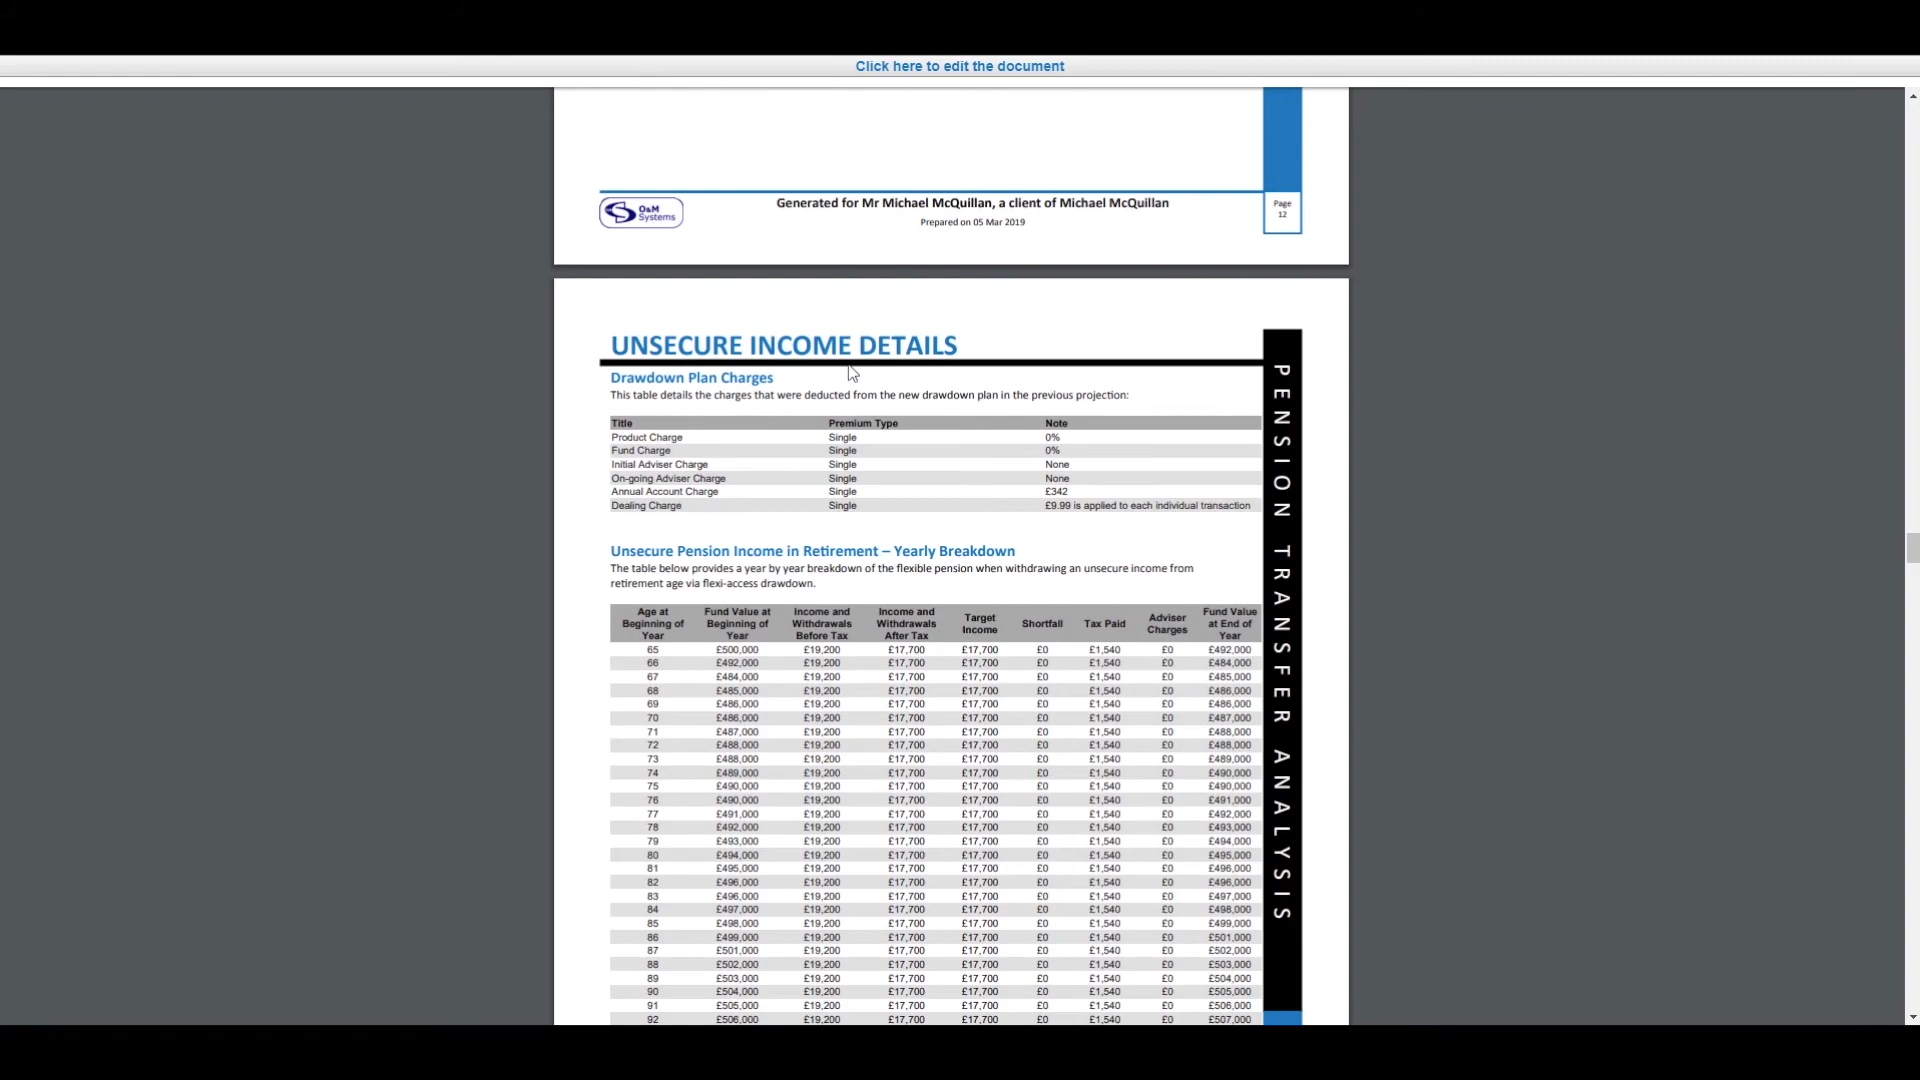 Click here to edit the document
O&M
Systems
Generated for Mr Michael McQuillan, a client of Michael McQuillan
Prepared on 05 Mar 2019
Page
12
UNSECURE INCOME DETAILS
Drawdown Plan Charges
This table details the charges that were deducted from the new drawdown plan in the previous projection:
Title Premium Type Note
Product Charge Single 0%
Fund Charge Single 0%
Initial Adviser Charge Single None
On-going Adviser Charge Single None
Annual Account Charge Single £342
Dealing Charge Single £9.99 is applied to each individual transaction
Unsecure Pension Income in Retirement – Yearly Breakdown
The table below provides a year by year breakdown of the flexible pension when withdrawing an unsecure income from
retirement age via flexi-access drawdown.
Age at Beginning of Year Fund Value at Beginning of Year Income and Withdrawals Before Tax Income and Withdrawals After Tax Target Income Shortfall Tax Paid Adviser Charges Fund Value at End of Year
65 £500,000 £19,200 £17,700 £17,700 £0 £1,540 £0 £492,000
66 £492,000 £19,200 £17,700 £17,700 £0 £1,540 £0 £484,000
67 £484,000 £19,200 £17,700 £17,700 £0 £1,540 £0 £485,000
68 £485,000 £19,200 £17,700 £17,700 £0 £1,540 £0 £486,000
69 £486,000 £19,200 £17,700 £17,700 £0 £1,540 £0 £486,000
70 £486,000 £19,200 £17,700 £17,700 £0 £1,540 £0 £487,000
71 £487,000 £19,200 £17,700 £17,700 £0 £1,540 £0 £488,000
72 £488,000 £19,200 £17,700 £17,700 £0 £1,540 £0 £488,000
73 £488,000 £19,200 £17,700 £17,700 £0 £1,540 £0 £489,000
74 £489,000 £19,200 £17,700 £17,700 £0 £1,540 £0 £490,000
75 £490,000 £19,200 £17,700 £17,700 £0 £1,540 £0 £490,000
76 £490,000 £19,200 £17,700 £17,700 £0 £1,540 £0 £491,000
77 £491,000 £19,200 £17,700 £17,700 £0 £1,540 £0 £492,000
78 £492,000 £19,200 £17,700 £17,700 £0 £1,540 £0 £493,000
79 £493,000 £19,200 £17,700 £17,700 £0 £1,540 £0 £494,000
80 £494,000 £19,200 £17,700 £17,700 £0 £1,540 £0 £495,000
81 £495,000 £19,200 £17,700 £17,700 £0 £1,540 £0 £496,000
82 £496,000 £19,200 £17,700 £17,700 £0 £1,540 £0 £496,000
83 £496,000 £19,200 £17,700 £17,700 £0 £1,540 £0 £497,000
84 £497,000 £19,200 £17,700 £17,700 £0 £1,540 £0 £498,000
85 £498,000 £19,200 £17,700 £17,700 £0 £1,540 £0 £499,000
86 £499,000 £19,200 £17,700 £17,700 £0 £1,540 £0 £501,000
87 £501,000 £19,200 £17,700 £17,700 £0 £1,540 £0 £502,000
88 £502,000 £19,200 £17,700 £17,700 £0 £1,540 £0 £503,000
89 £503,000 £19,200 £17,700 £17,700 £0 £1,540 £0 £504,000
90 £504,000 £19,200 £17,700 £17,700 £0 £1,540 £0 £505,000
91 £505,000 £19,200 £17,700 £17,700 £0 £1,540 £0 £506,000
92 £506,000 £19,200 £17,700 £17,700 £0 £1,540 £0 £507,000
PENSION TRANSFER ANALYSIS